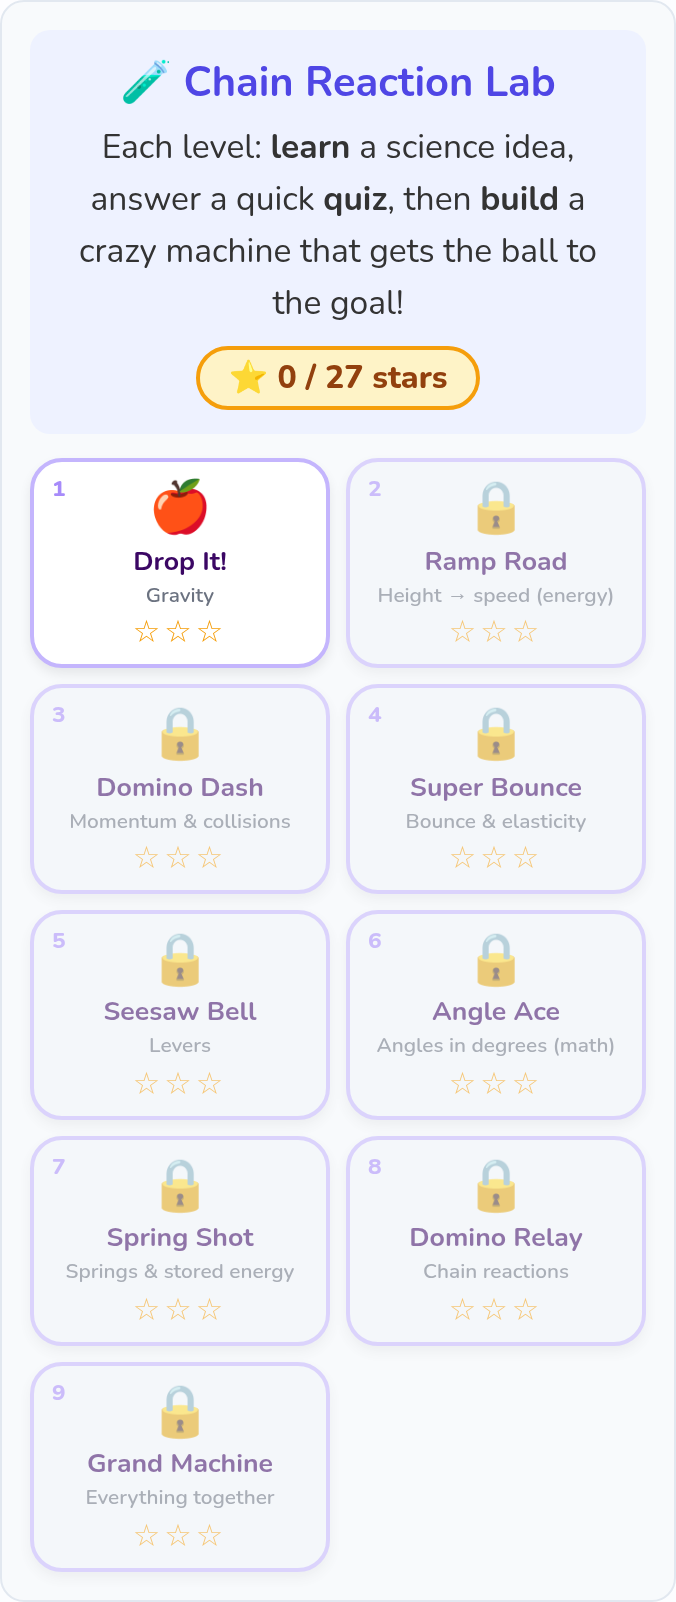 Chain Reaction Lab
Each level: learn a science idea,
answer a quick quiz, then build a
crazy machine that gets the ball to
the goal!
0 / 27 stars
1
Drop It!
Gravity
2
Ramp Road
Height → speed (energy)
3
Domino Dash
Momentum & collisions
4
Super Bounce
Bounce & elasticity
5
Seesaw Bell
Levers
6
Angle Ace
Angles in degrees (math)
7
Spring Shot
Springs & stored energy
8
Domino Relay
Chain reactions
9
Grand Machine
Everything together